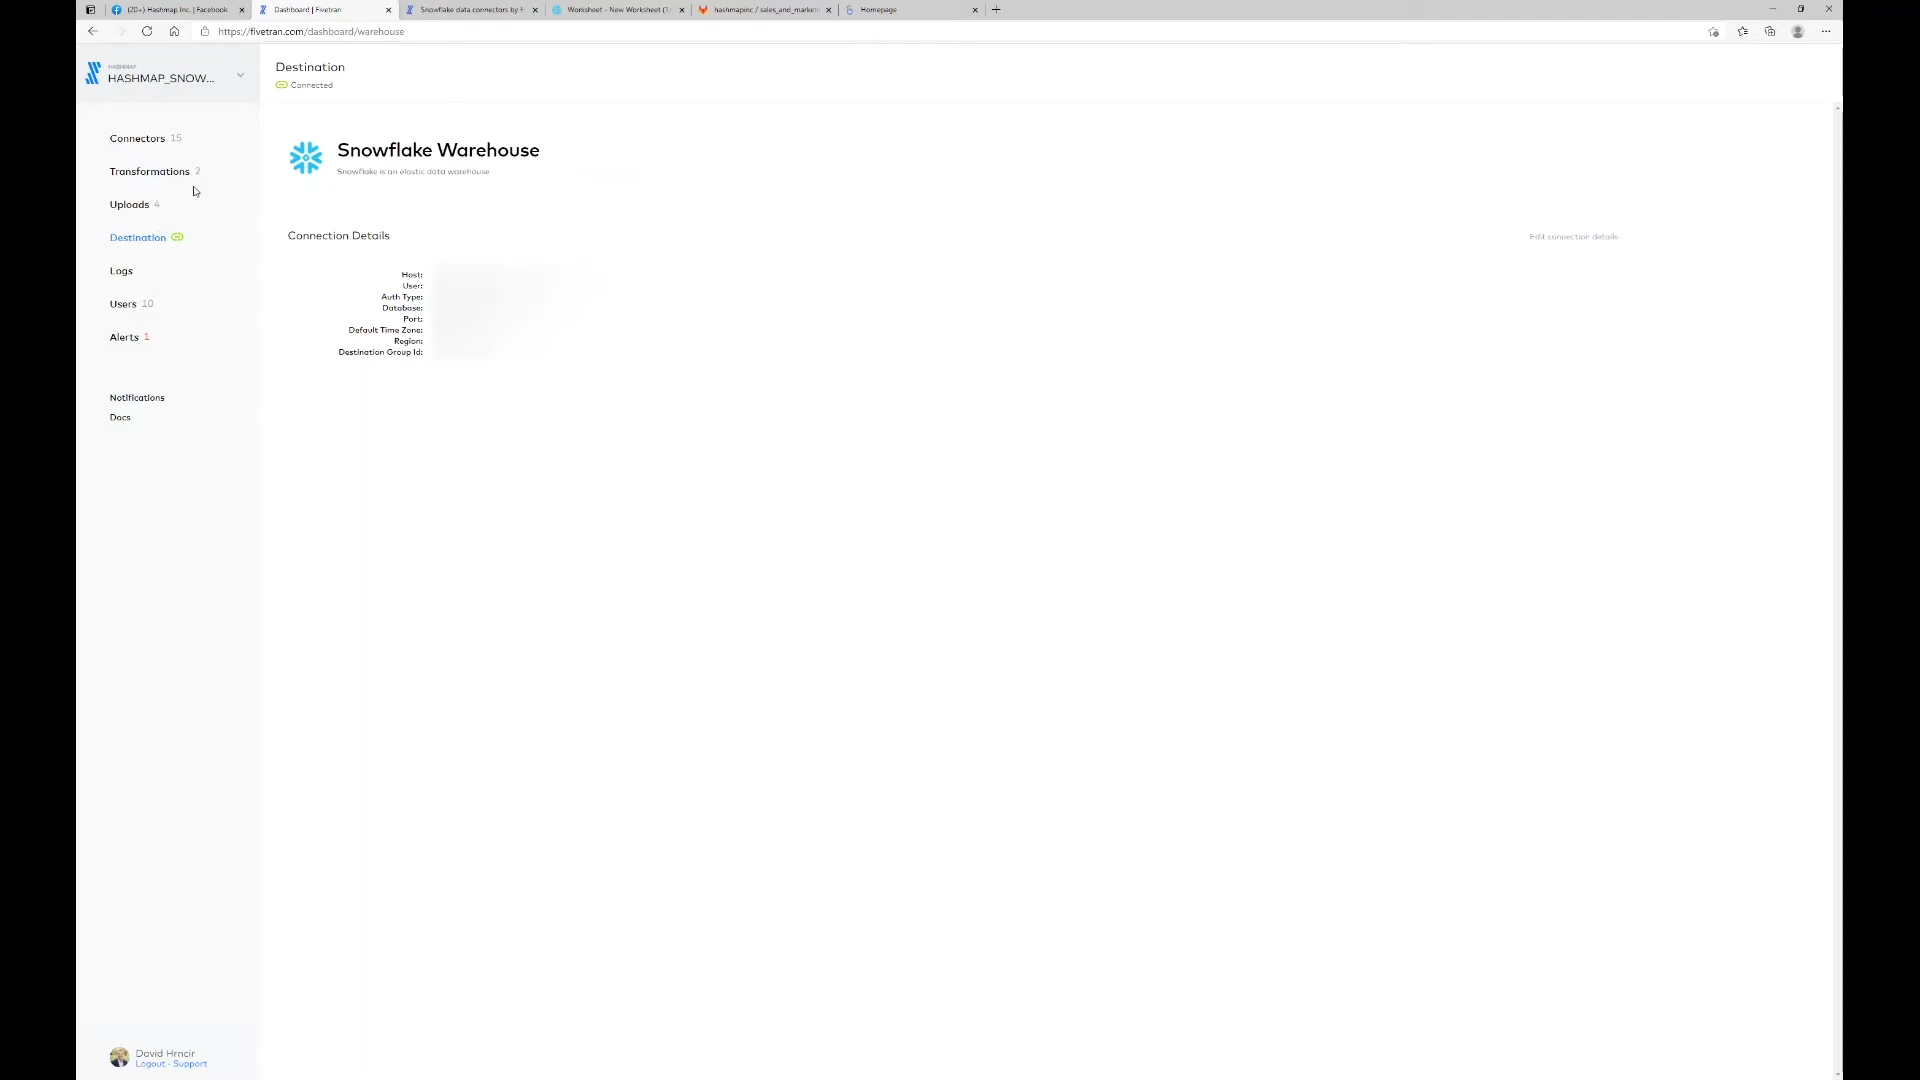 (20+) Hashmap Inc. | Facebook
Dashboard | Fivetran
Snowflake data connectors by F
Worksheet - New Worksheet (1/
hashmapinc / sales_and_market
Homepage
https://fivetran.com/dashboard/warehouse
HASHMAP
HASHMAP_SNOW...
Destination
Connected
Connectors 15
Transformations 2
Uploads 4
Destination
Logs
Users 10
Alerts 1
Notifications
Docs
Snowflake Warehouse
Snowflake is an elastic data warehouse
Connection Details
Edit connection details
Host:
User:
Auth Type:
Database:
Port:
Default Time Zone:
Region:
Destination Group Id:
David Hrncir
Logout - Support